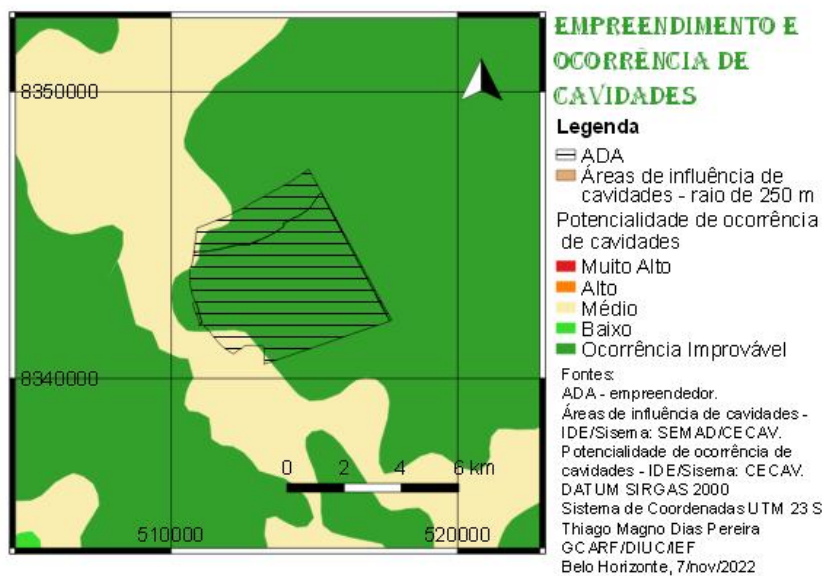 EMPREENDIMENTO E
OCORRÊNCIA DE
CAVIDADES
Legenda
ADA
Áreas de influência de
cavidades - raio de 250 m
Potencialidade de ocorrência
de cavidades
Muito Alto
Alto
Médio
Baixo
Ocorrência Improvável
Fontes:
ADA - empreendedor.
Áreas de influência de cavidades -
IDE/Sisema: SEMAD/CECAV.
Potencialidade de ocorrência de
cavidades - IDE/Sisema: CECAV.
DATUM SIRGAS 2000
Sistema de Coordenadas UTM 23 S
Thiago Magno Dias Pereira
GCARF/DIUC/IEF
Belo Horizonte, 7/nov/2022
8350000
8340000
0 2 4 6 km
510000 520000